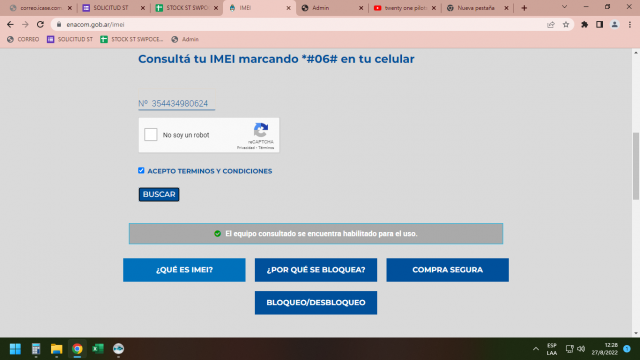 correo.icase.com
SOLICITUD ST
STOCK ST SWPOC
IMEI
Admin
twenty one pilot
Nueva pestaña
enacom.gob.ar/imei
CORREO
SOLICITUD ST
STOCK ST SWPOCE...
Admin
Consultá tu IMEI marcando *#06# en tu celular
Nº 354434980624
No soy un robot
reCAPTCHA
Privacidad - Términos
ACEPTO TERMINOS Y CONDICIONES
BUSCAR
El equipo consultado se encuentra habilitado para el uso.
¿QUÉ ES IMEI?
¿POR QUÉ SE BLOQUEA?
COMPRA SEGURA
BLOQUEO/DESBLOQUEO
ESP
LAA
12:28
27/8/2022